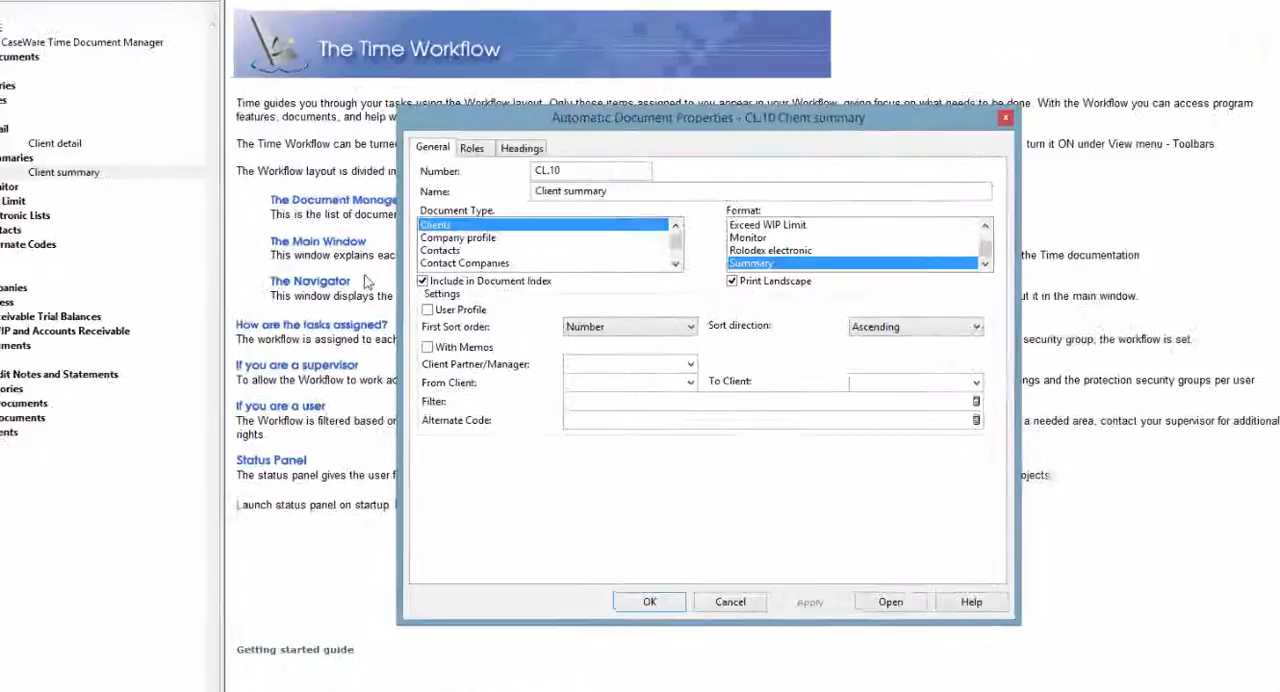 CaseWare Time Document Manager
cuments
ries
es
ail
Client detail
maries
Client summary
itor
Limit
tronic Lists
tacts
rnate Codes
panies
ess
ceivable Trial Balances
VIP and Accounts Receivable
ments
dit Notes and Statements
ories
ocuments
ocuments
ents
The Time Workflow
Time guides you through your tasks using the Workflow layout. Only those items assigned to you appear in your Workflow, giving focus on what needs to be done. With the Workflow you can access program
features, documents, and help w
The Time Workflow can be turne
turn it ON under View menu - Toolbars.
The Workflow layout is divided in
The Document Manage
This is the list of documen
The Main Window
This window explains eac
the Time documentation
The Navigator
This window displays the
ut it in the main window.
How are the tasks assigned?
The workflow is assigned to each
security group, the workflow is set.
If you are a supervisor
To allow the Workflow to work ac
ngs and the protection security groups per user
If you are a user
The Workflow is filtered based or
a needed area, contact your supervisor for additional
rights.
Status Panel
The status panel gives the user f
ojects.
Launch status panel on startup
Getting started guide
Automatic Document Properties - CL.10 Client summary
x
General Roles Headings
Number: CL.10
Name: Client summary
Document Type: Format:
Clients Exceed WIP Limit
Company profile Monitor
Contacts Rolodex electronic
Contact Companies Summary
Include in Document Index Print Landscape
Settings
User Profile
First Sort order: Number Sort direction: Ascending
With Memos
Client Partner/Manager:
From Client: To Client:
Filter:
Alternate Code:
OK Cancel Apply Open Help